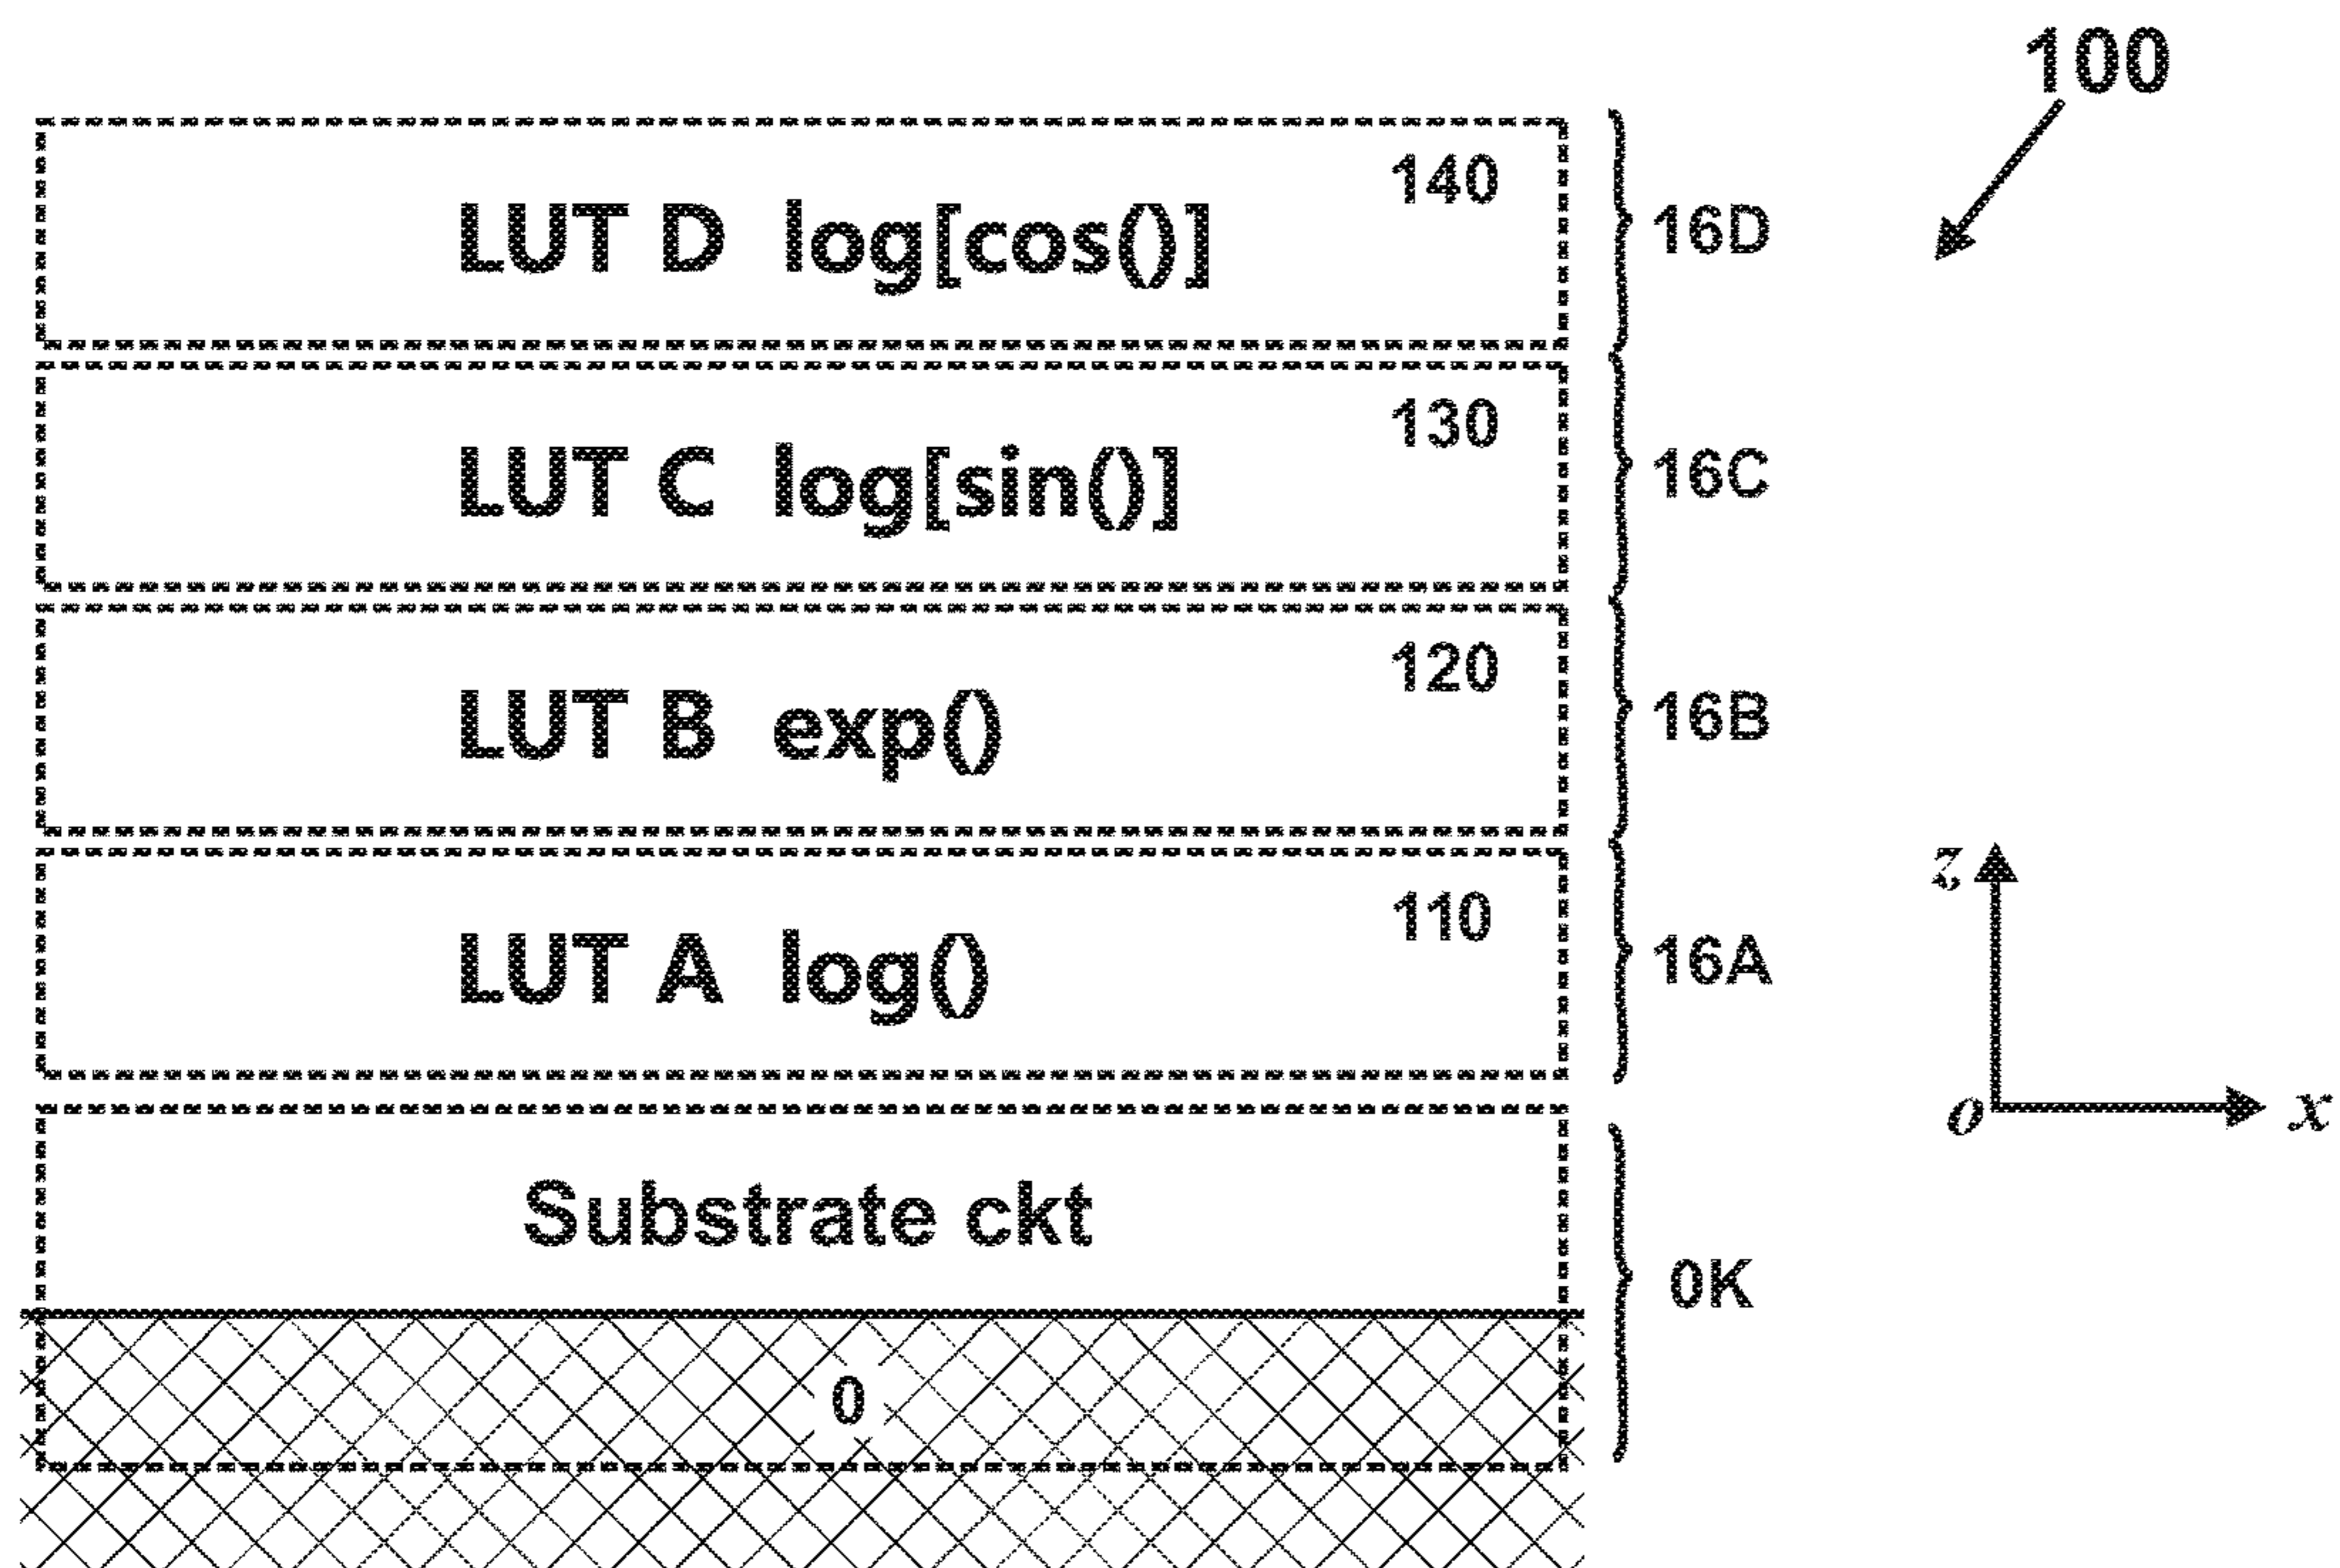 100
140
LUT D log[cos()]
16D
130
LUT C log[sin()]
16C
120
LUT B exp()
16B
110
LUT A log()
16A
z
o
x
Substrate ckt
0K
0